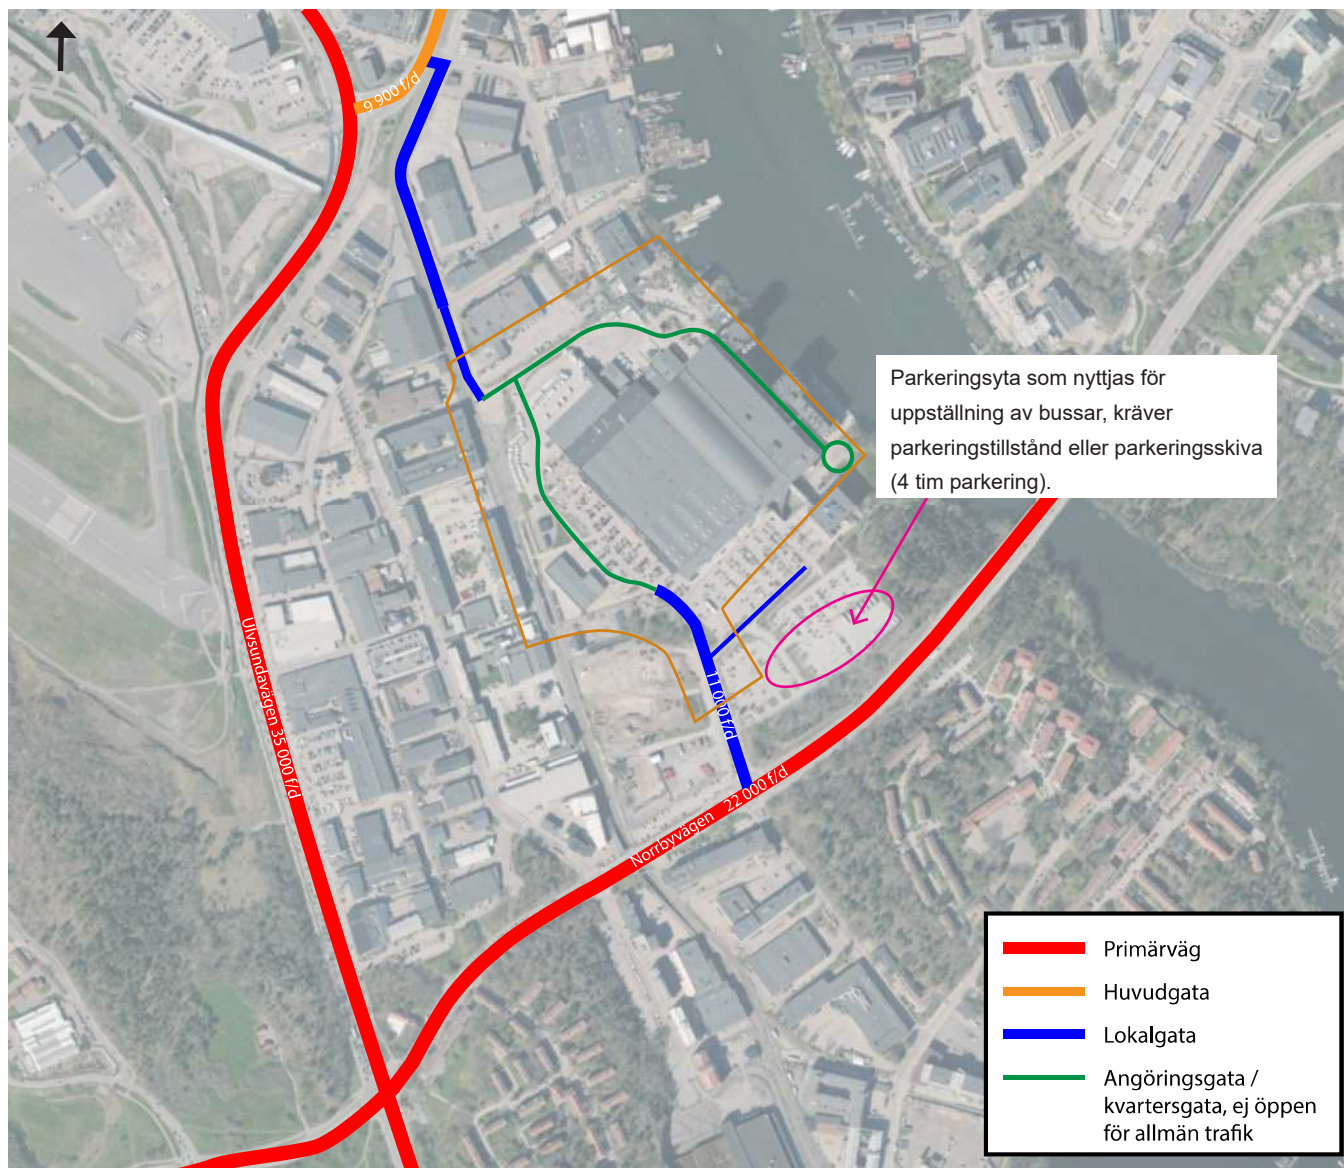 9 900 f/d
Parkeringsyta som nyttjas för
uppställning av bussar, kräver
parkeringstillstånd eller parkeringsskiva
(4 tim parkering).
Ulvsundavägen 35 000 f/d
11 000 f/d
Norrbyvägen 22 000 f/d
Primärväg
Huvudgata
Lokalgata
Angöringsgata /
kvartersgata, ej öppen
för allmän trafik